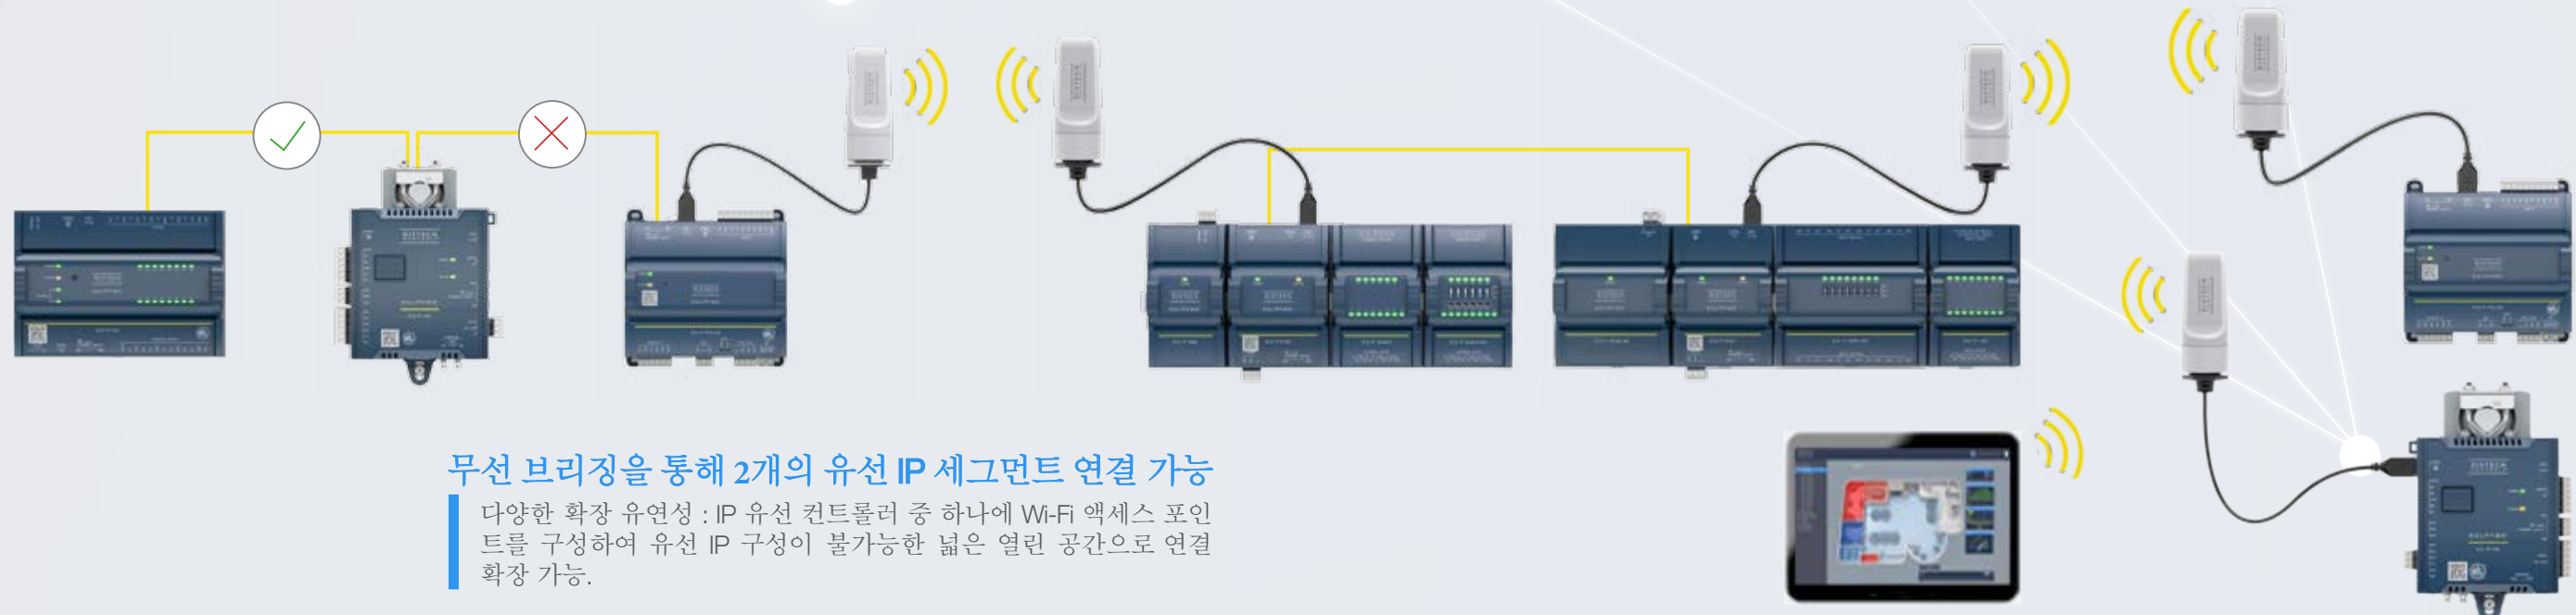 무선 브리징을 통해 2개의 유선 IP 세그먼트 연결 가능
다양한 확장 유연성 : IP 유선 컨트롤러 중 하나에 Wi-Fi 액세스 포인
트를 구성하여 유선 IP 구성이 불가능한 넓은 열린 공간으로 연결
확장 가능.